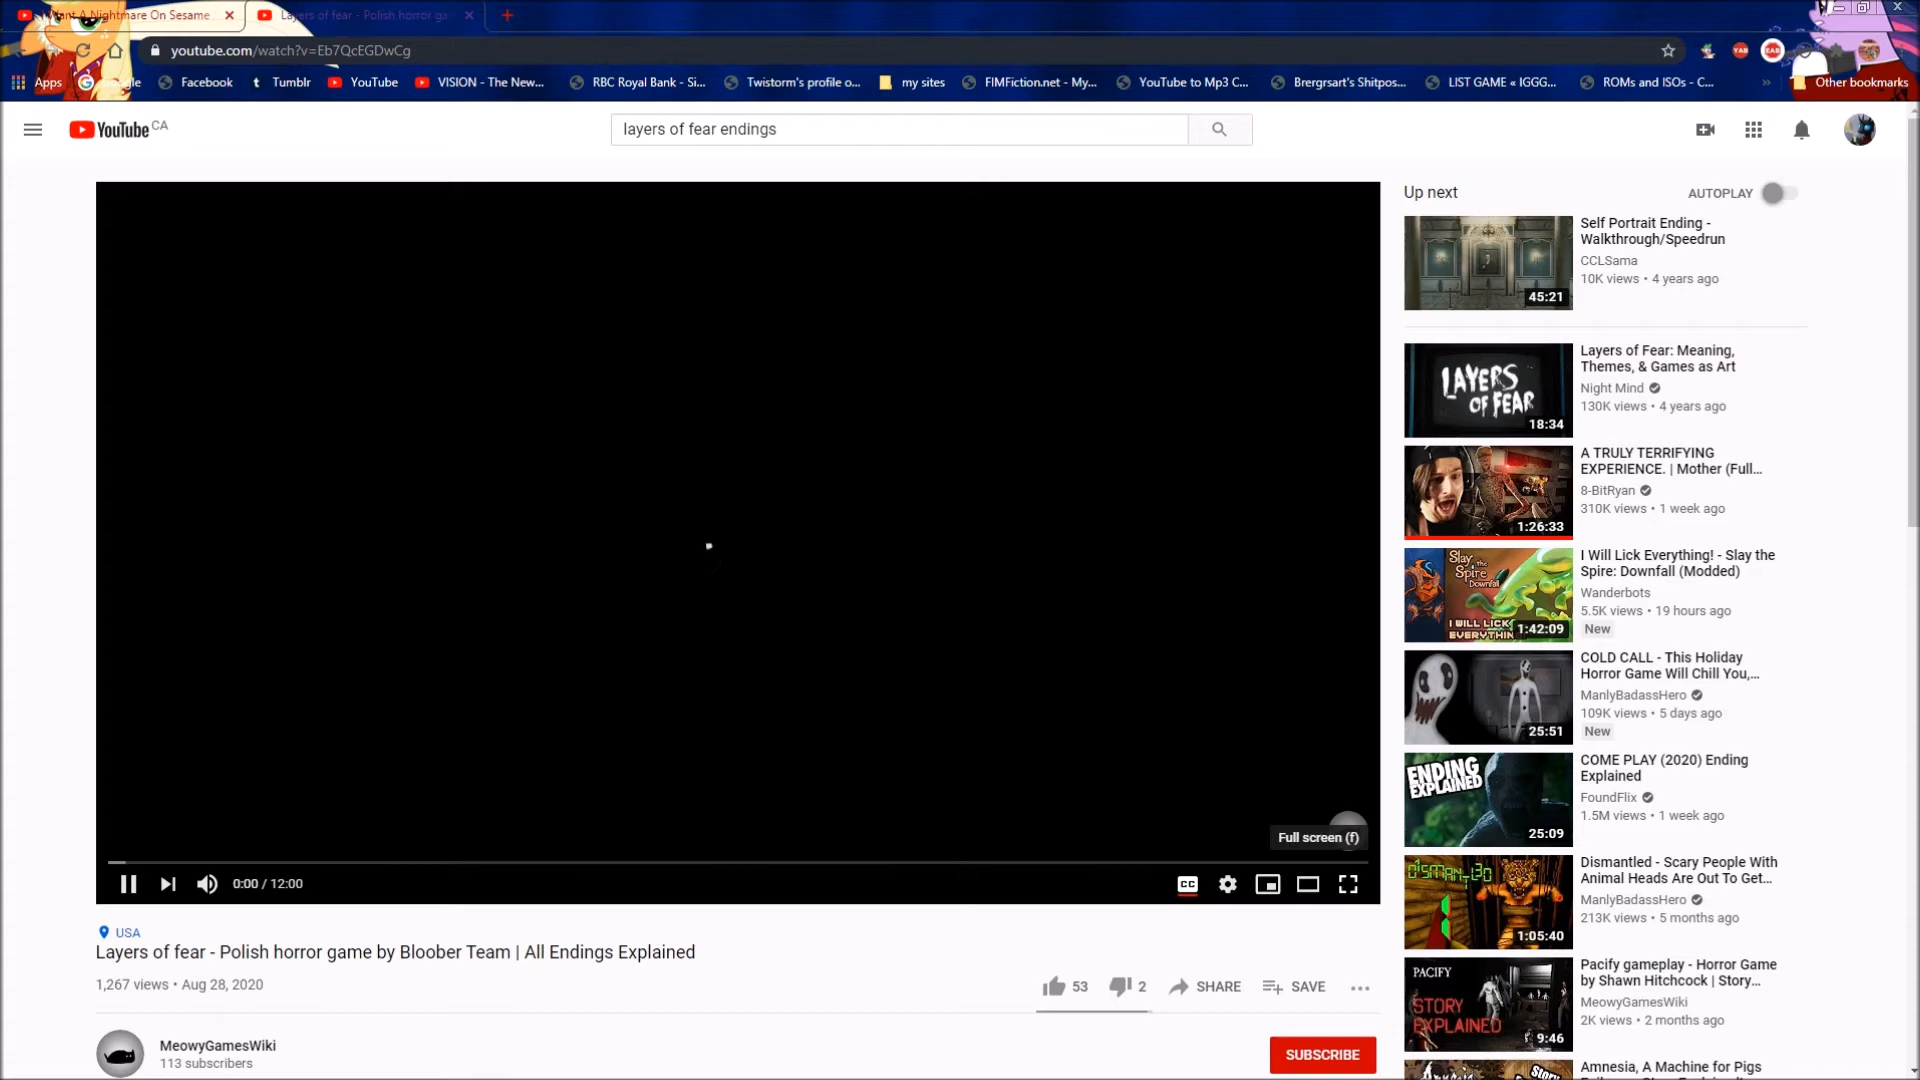 Want A Nightmare On Sesame
Layers of fear - Polish horror ga
youtube.com/watch?v=Eb7QcEGDwCg
YAB
EAB
Apps
Facebook
Tumblr
YouTube
VISION - The New...
RBC Royal Bank - Si...
Twistorm's profile o...
my sites
FIMFiction.net - My...
YouTube to Mp3 C...
Brergrsart's Shitpos...
LIST GAME « IGGG...
ROMs and ISOs - C...
Other bookmarks
YouTube CA
layers of fear endings
Full screen (f)
0:00 / 12:00
CC
USA
Layers of fear - Polish horror game by Bloober Team | All Endings Explained
1,267 views • Aug 28, 2020
53
2
SHARE
SAVE
MeowyGamesWiki
113 subscribers
SUBSCRIBE
Up next
AUTOPLAY
45:21
Self Portrait Ending -
Walkthrough/Speedrun
CCLSama
10K views • 4 years ago
LAYERS
OF FEAR
18:34
Layers of Fear: Meaning,
Themes, & Games as Art
Night Mind
130K views • 4 years ago
1:26:33
A TRULY TERRIFYING
EXPERIENCE. | Mother (Full...
8-BitRyan
310K views • 1 week ago
Slay
the
Spire
Downfall
I WILL LICK
EVERYTHIN
1:42:09
I Will Lick Everything! - Slay the
Spire: Downfall (Modded)
Wanderbots
5.5K views • 19 hours ago
New
25:51
COLD CALL - This Holiday
Horror Game Will Chill You,...
ManlyBadassHero
109K views • 5 days ago
New
ENDING
EXPLAINED
25:09
COME PLAY (2020) Ending
Explained
FoundFlix
1.5M views • 1 week ago
1:05:40
Dismantled - Scary People With
Animal Heads Are Out To Get...
ManlyBadassHero
213K views • 5 months ago
PACIFY
STORY
EXPLAINED
9:46
Pacify gameplay - Horror Game
by Shawn Hitchcock | Story...
MeowyGamesWiki
2K views • 2 months ago
Story
Amnesia, A Machine for Pigs